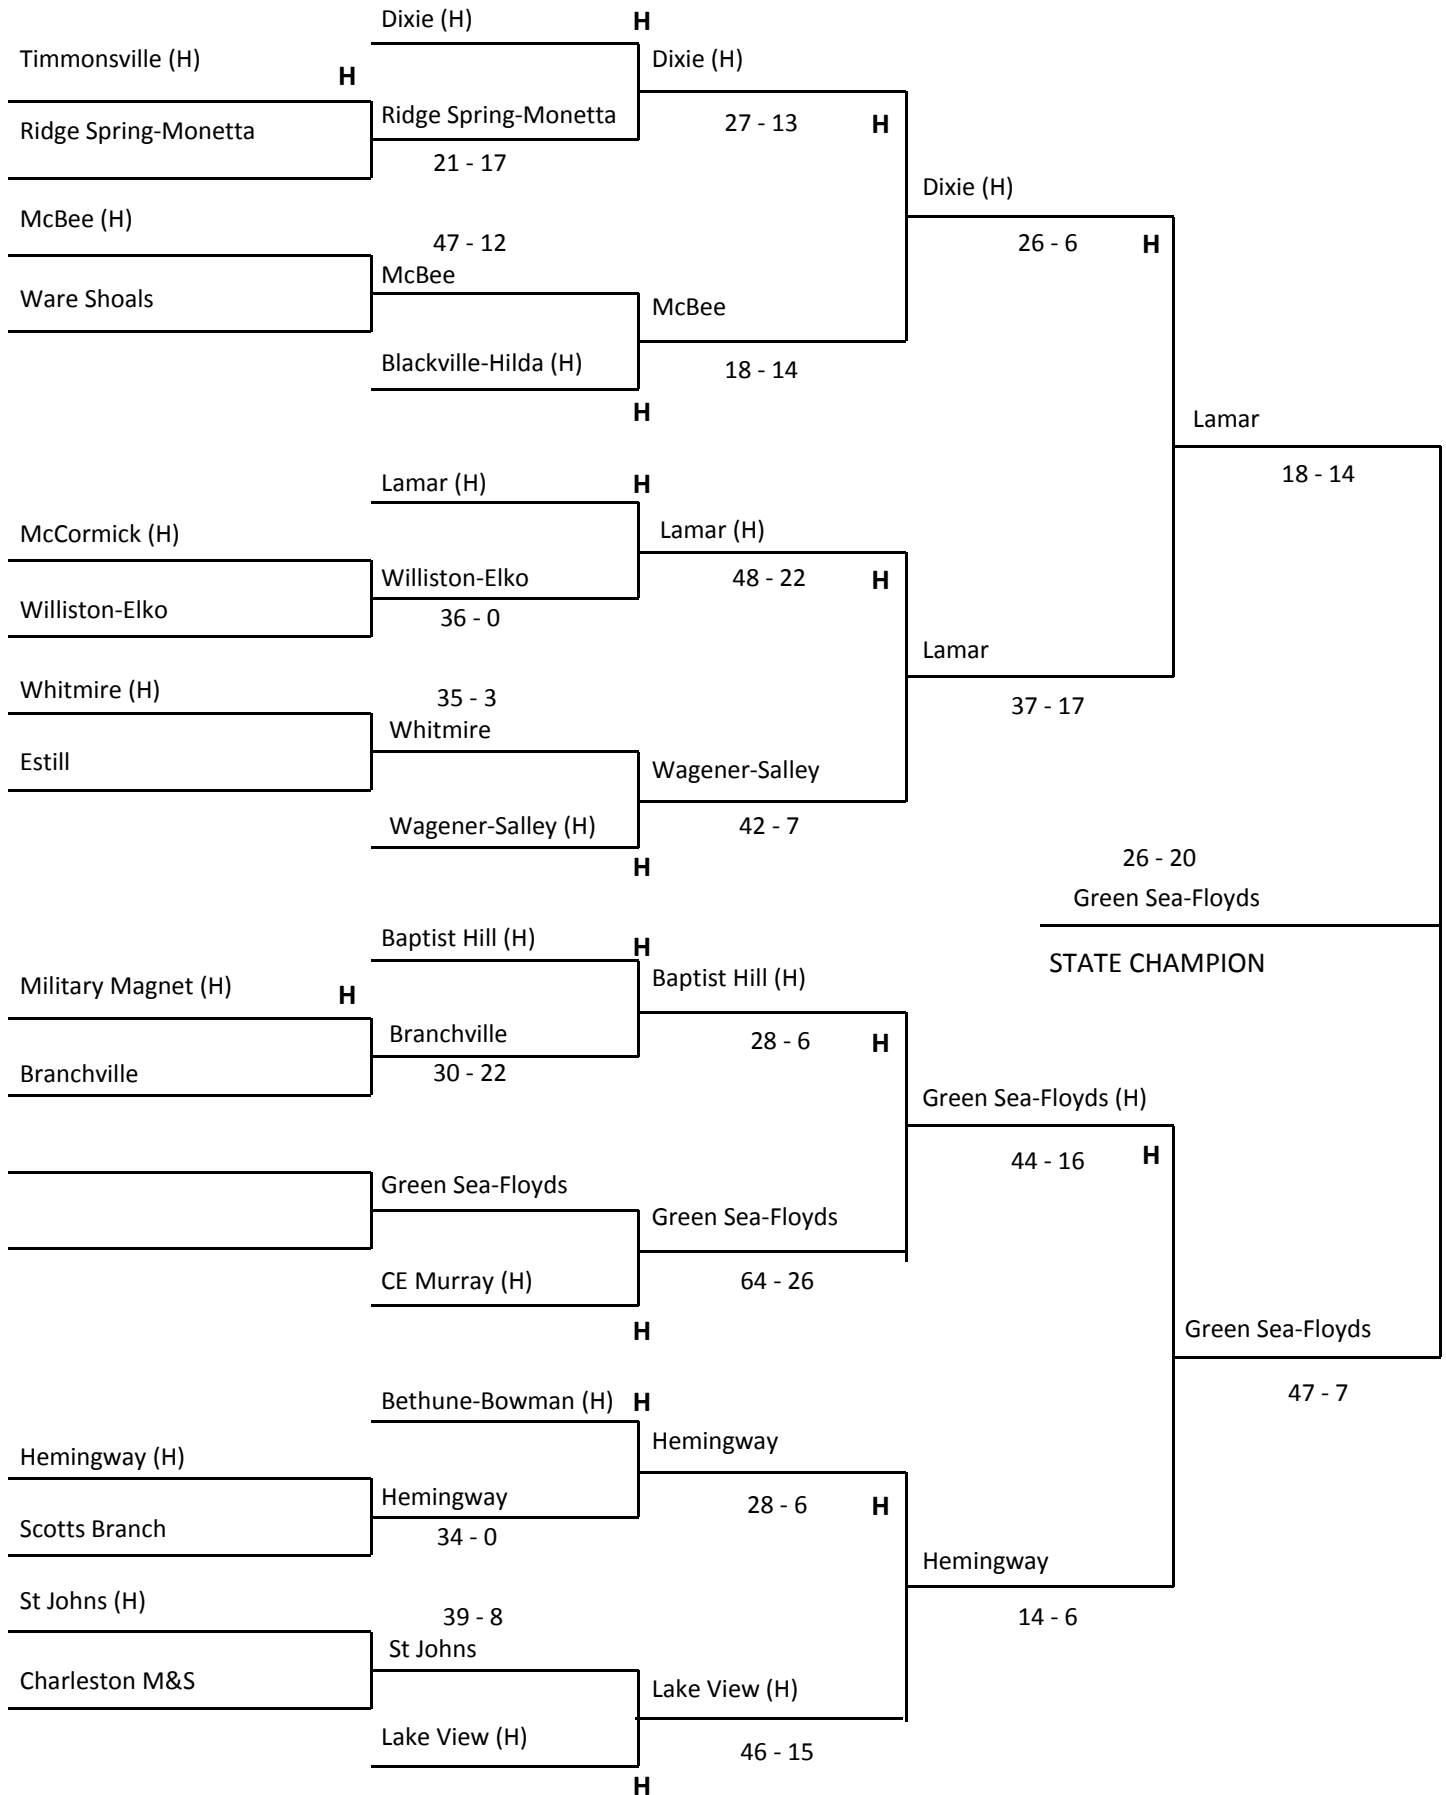 Dixie (H)
H
Timmonsville (H)
H
Dixie (H)
Ridge Spring-Monetta
Ridge Spring-Monetta
27 - 13
H
21 - 17
Dixie (H)
McBee (H)
47 - 12
26 - 6
H
McBee
Ware Shoals
McBee
Blackville-Hilda (H)
18 - 14
H
Lamar
18 - 14
Lamar (H)
H
McCormick (H)
Lamar (H)
Williston-Elko
48 - 22
H
Williston-Elko
36 - 0
Lamar
Whitmire (H)
35 - 3
37 - 17
Whitmire
Estill
Wagener-Salley
Wagener-Salley (H)
42 - 7
H
26 - 20
Green Sea-Floyds
STATE CHAMPION
Baptist Hill (H)
H
Military Magnet (H)
H
Baptist Hill (H)
Branchville
28 - 6
H
Branchville
30 - 22
Green Sea-Floyds (H)
44 - 16
H
Green Sea-Floyds
Green Sea-Floyds
CE Murray (H)
64 - 26
H
Green Sea-Floyds
47 - 7
Bethune-Bowman (H)
H
Hemingway (H)
Hemingway
Hemingway
28 - 6
H
Scotts Branch
34 - 0
Hemingway
St Johns (H)
39 - 8
14 - 6
St Johns
Charleston M&S
Lake View (H)
Lake View (H)
46 - 15
H